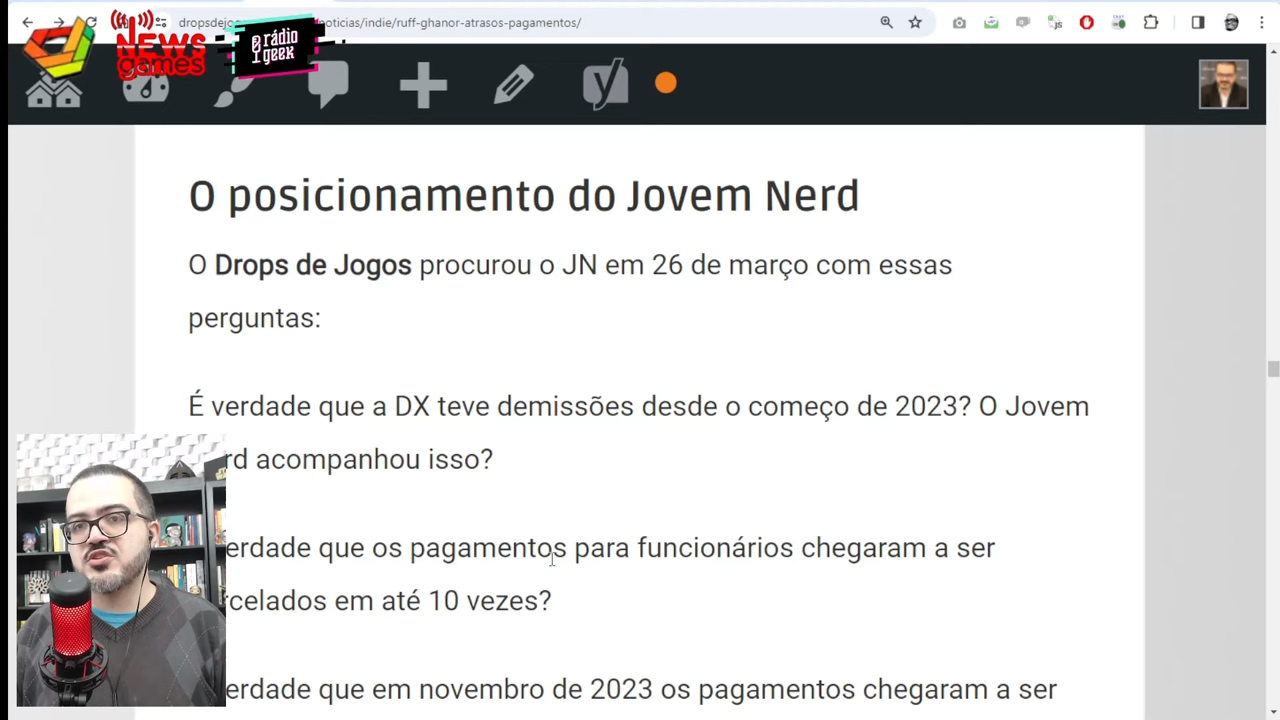 dropsdejo
noticias/indie/ruff-ghanor-atrasos-pagamentos/
NEWS
games
rádio
geek
O posicionamento do Jovem Nerd
O Drops de Jogos procurou o JN em 26 de março com essas
perguntas:
É verdade que a DX teve demissões desde o começo de 2023? O Jovem
rd acompanhou isso?
erdade que os pagamentos para funcionários chegaram a ser
rcelados em até 10 vezes?
erdade que em novembro de 2023 os pagamentos chegaram a ser